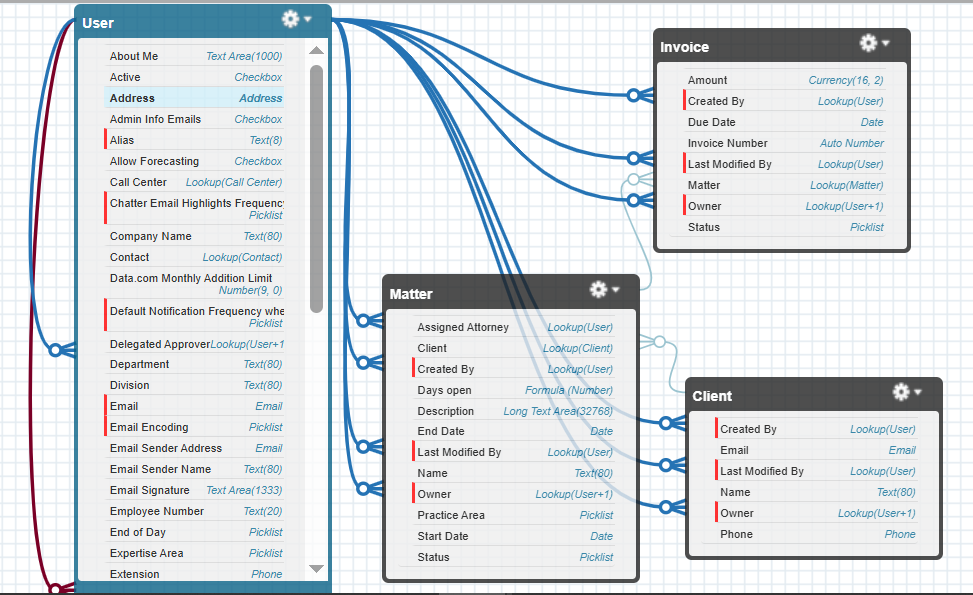 User
About Me Text Area(1000)
Active Checkbox
Address Address
Admin Info Emails Checkbox
Alias Text(8)
Allow Forecasting Checkbox
Call Center Lookup(Call Center)
Chatter Email Highlights Frequency
Picklist
Company Name Text(80)
Contact Lookup(Contact)
Data.com Monthly Addition Limit
Number(9, 0)
Default Notification Frequency whe
Picklist
Delegated Approver Lookup(User+1
Department Text(80)
Division Text(80)
Email Email
Email Encoding Picklist
Email Sender Address Email
Email Sender Name Text(80)
Email Signature Text Area(1333)
Employee Number Text(20)
End of Day Picklist
Expertise Area Picklist
Extension Phone
Matter
Assigned Attorney Lookup(User)
Client Lookup(Client)
Created By Lookup(User)
Days open Formula (Number)
Description Long Text Area(32768)
End Date Date
Last Modified By Lookup(User)
Name Text(80)
Owner Lookup(User+1)
Practice Area Picklist
Start Date Date
Status Picklist
Invoice
Amount Currency(16, 2)
Created By Lookup(User)
Due Date Date
Invoice Number Auto Number
Last Modified By Lookup(User)
Matter Lookup(Matter)
Owner Lookup(User+1)
Status Picklist
Client
Created By Lookup(User)
Email Email
Last Modified By Lookup(User)
Name Text(80)
Owner Lookup(User+1)
Phone Phone